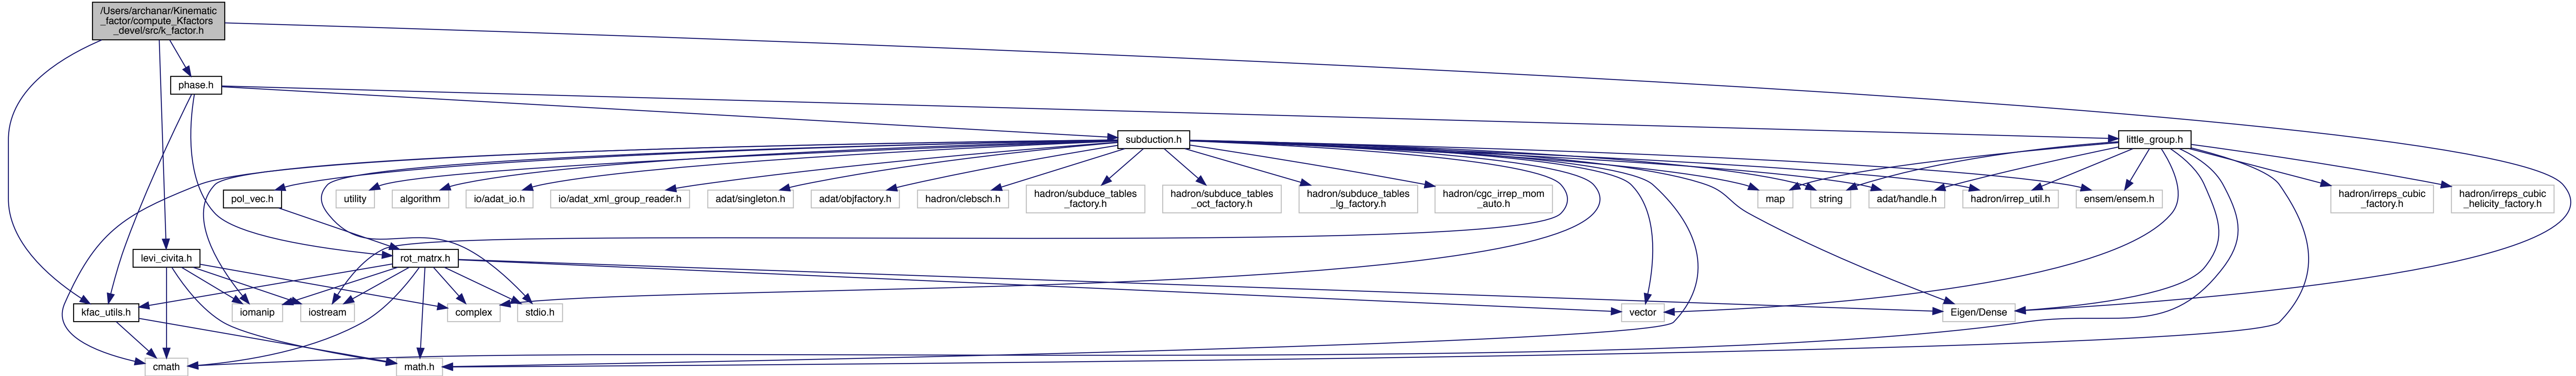 /Users/archanar/Kinematic
_factor/compute_Kfactors
_devel/src/k_factor.h
phase.h
subduction.h
little_group.h
pol_vec.h
utility
algorithm
io/adat_io.h
io/adat_xml_group_reader.h
adat/singleton.h
adat/objfactory.h
hadron/clebsch.h
hadron/subduce_tables
_factory.h
hadron/subduce_tables
_oct_factory.h
hadron/subduce_tables
_lg_factory.h
hadron/cgc_irrep_mom
_auto.h
map
string
adat/handle.h
hadron/irrep_util.h
ensem/ensem.h
hadron/irreps_cubic
_factory.h
hadron/irreps_cubic
_helicity_factory.h
levi_civita.h
rot_matrx.h
kfac_utils.h
iomanip
iostream
complex
stdio.h
vector
Eigen/Dense
cmath
math.h